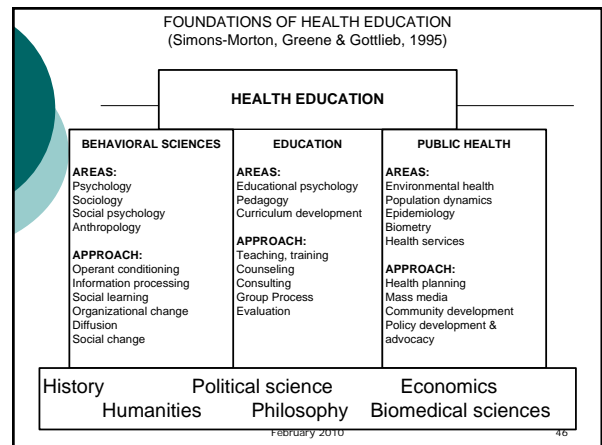 FOUNDATIONS OF HEALTH EDUCATION
(Simons-Morton, Greene & Gottlieb, 1995)
HEALTH EDUCATION
BEHAVIORAL SCIENCES
AREAS:
Psychology
Sociology
Social psychology
Anthropology
APPROACH:
Operant conditioning
Information processing
Social learning
Organizational change
Diffusion
Social change
EDUCATION
AREAS:
Educational psychology
Pedagogy
Curriculum development
APPROACH:
Teaching, training
Counseling
Consulting
Group Process
Evaluation
PUBLIC HEALTH
AREAS:
Environmental health
Population dynamics
Epidemiology
Biometry
Health services
APPROACH:
Health planning
Mass media
Community development
Policy development &
advocacy
History Political science Economics
Humanities Philosophy Biomedical sciences
February 2010 46